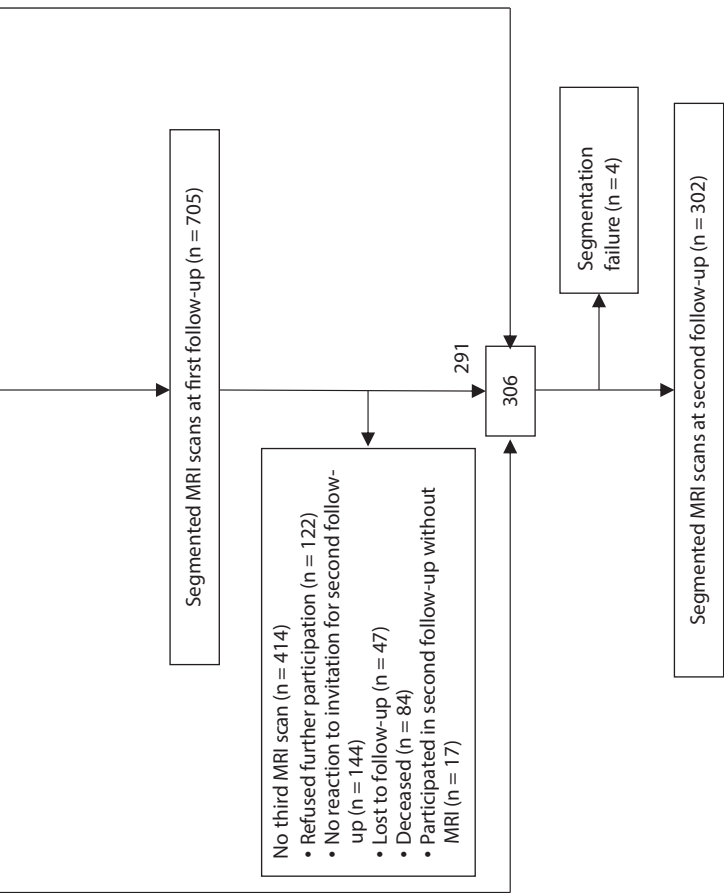 Segmented MRI scans at first follow-up (n = 705)
No third MRI scan (n = 414)
• Refused further participation (n = 122)
• No reaction to invitation for second follow-
up (n = 144)
• Lost to follow-up (n = 47)
• Deceased (n = 84)
• Participated in second follow-up without
MRI (n = 17)
291
306
Segmentation
failure (n = 4)
Segmented MRI scans at second follow-up (n = 302)